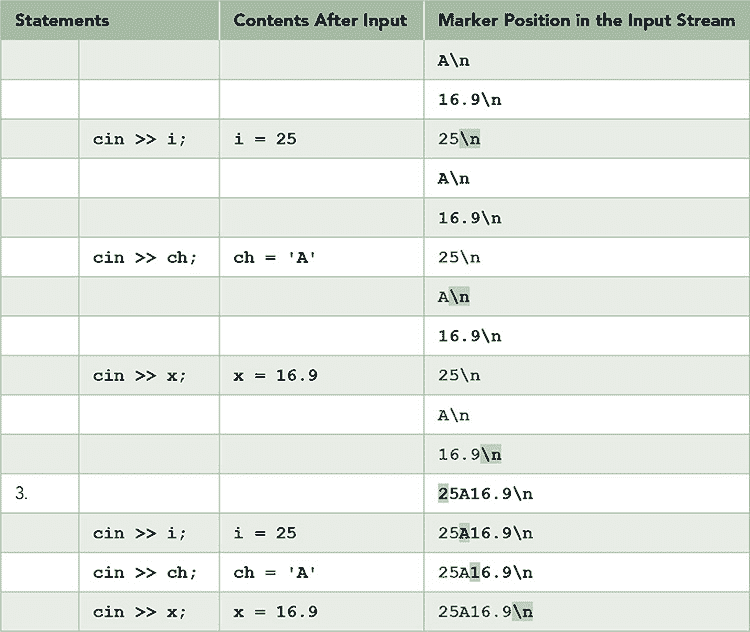 Statements Contents After Input Marker Position in the Input Stream
A\n
16.9\n
cin >> i; i = 25 25\n
A\n
16.9\n
cin >> ch; ch = 'A' 25\n
A\n
16.9\n
cin >> x; x = 16.9 25\n
A\n
16.9\n
3. 25A16.9\n
cin >> i; i = 25 25A16.9\n
cin >> ch; ch = 'A' 25A16.9\n
cin >> x; x = 16.9 25A16.9\n